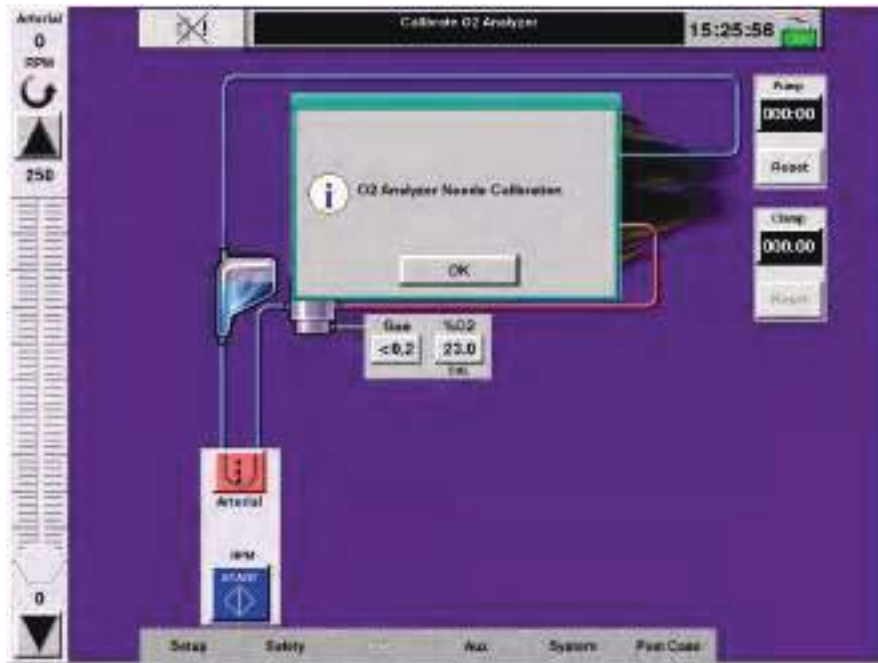 Arterial
0
RPM
250
0
Calibrate O2 Analyzer
15:25:56
O2 Analyzer Needs Calibration
OK
Pump
000:00
Reset
Clamp
000.00
Reset
Gas
<0.2
%O2
23.0
Arterial
RPM
START
Setup
Safety
Aux
System
Post Case